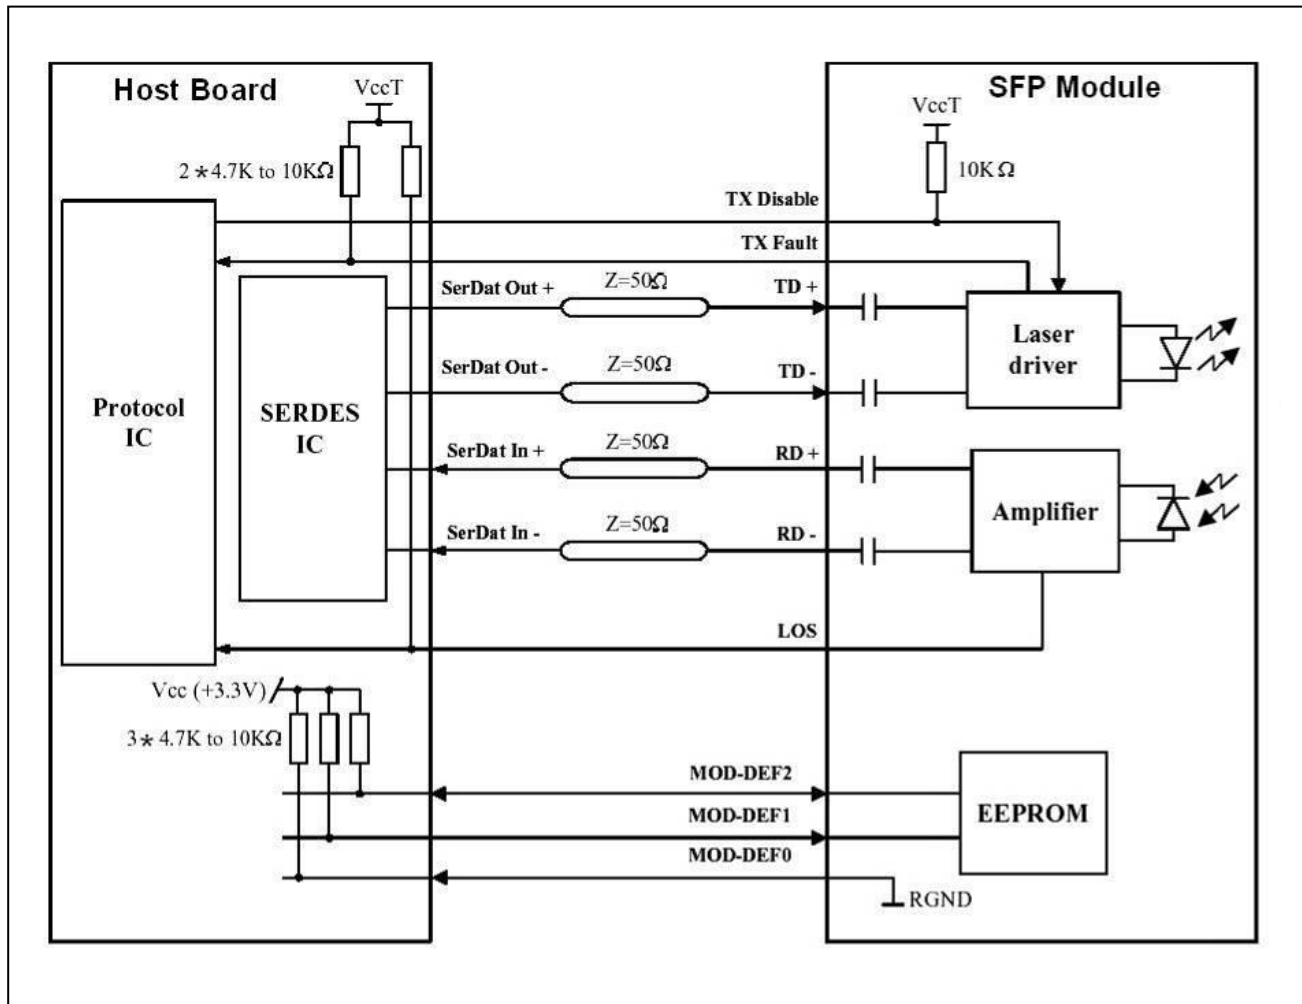 Host Board
SFP Module
VccT
VccT
2*4.7K to 10KΩ
10KΩ
TX Disable
TX Fault
SerDat Out +
Z=50Ω
TD +
Laser
driver
SerDat Out -
Z=50Ω
TD -
Protocol
IC
SERDES
IC
SerDat In +
Z=50Ω
RD +
Amplifier
SerDat In -
Z=50Ω
RD -
LOS
Vcc (+3.3V)
3*4.7K to 10KΩ
MOD-DEF2
MOD-DEF1
EEPROM
MOD-DEF0
RGND